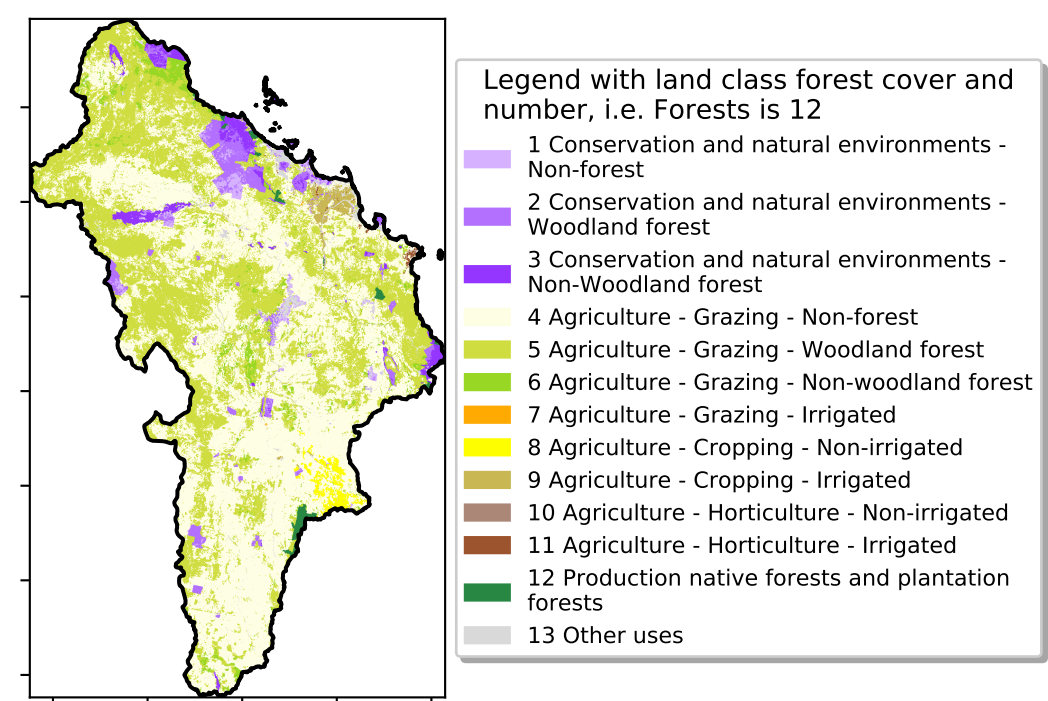 Legend with land class forest cover and
number, i.e. Forests is 12
1 Conservation and natural environments -
Non-forest
2 Conservation and natural environments -
Woodland forest
3 Conservation and natural environments -
Non-Woodland forest
4 Agriculture - Grazing - Non-forest
5 Agriculture - Grazing - Woodland forest
6 Agriculture - Grazing - Non-woodland forest
7 Agriculture - Grazing - Irrigated
8 Agriculture - Cropping - Non-irrigated
9 Agriculture - Cropping - Irrigated
10 Agriculture - Horticulture - Non-irrigated
11 Agriculture - Horticulture - Irrigated
12 Production native forests and plantation
forests
13 Other uses